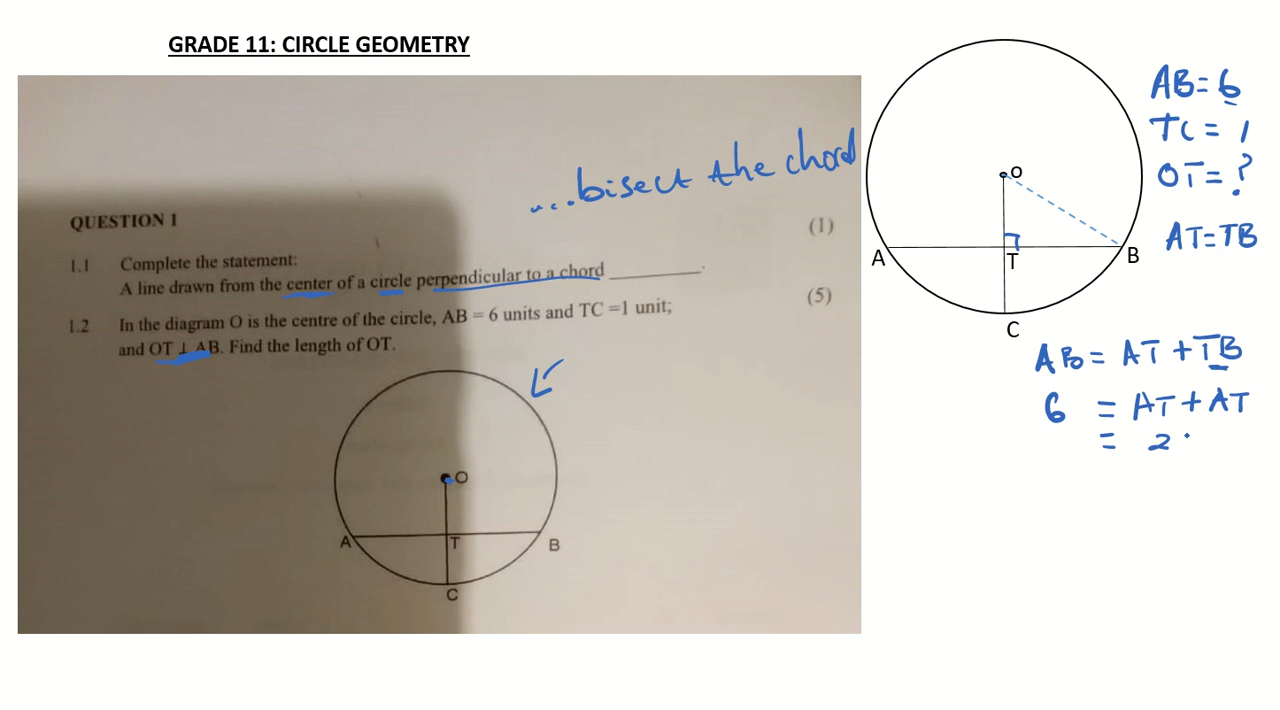 GRADE 11: CIRCLE GEOMETRY
...bisect the chord
QUESTION 1
(1)
1.1 Complete the statement:
A line drawn from the center of a circle perpendicular to a chord __________.
(5)
1.2 In the diagram O is the centre of the circle, AB = 6 units and TC =1 unit;
and OT ⊥ AB. Find the length of OT.
O
A T B
C
O
A T B
C
AB = 6
TC = 1
OT = ?
AT = TB
AB = AT + TB
6 = AT + AT
= 2